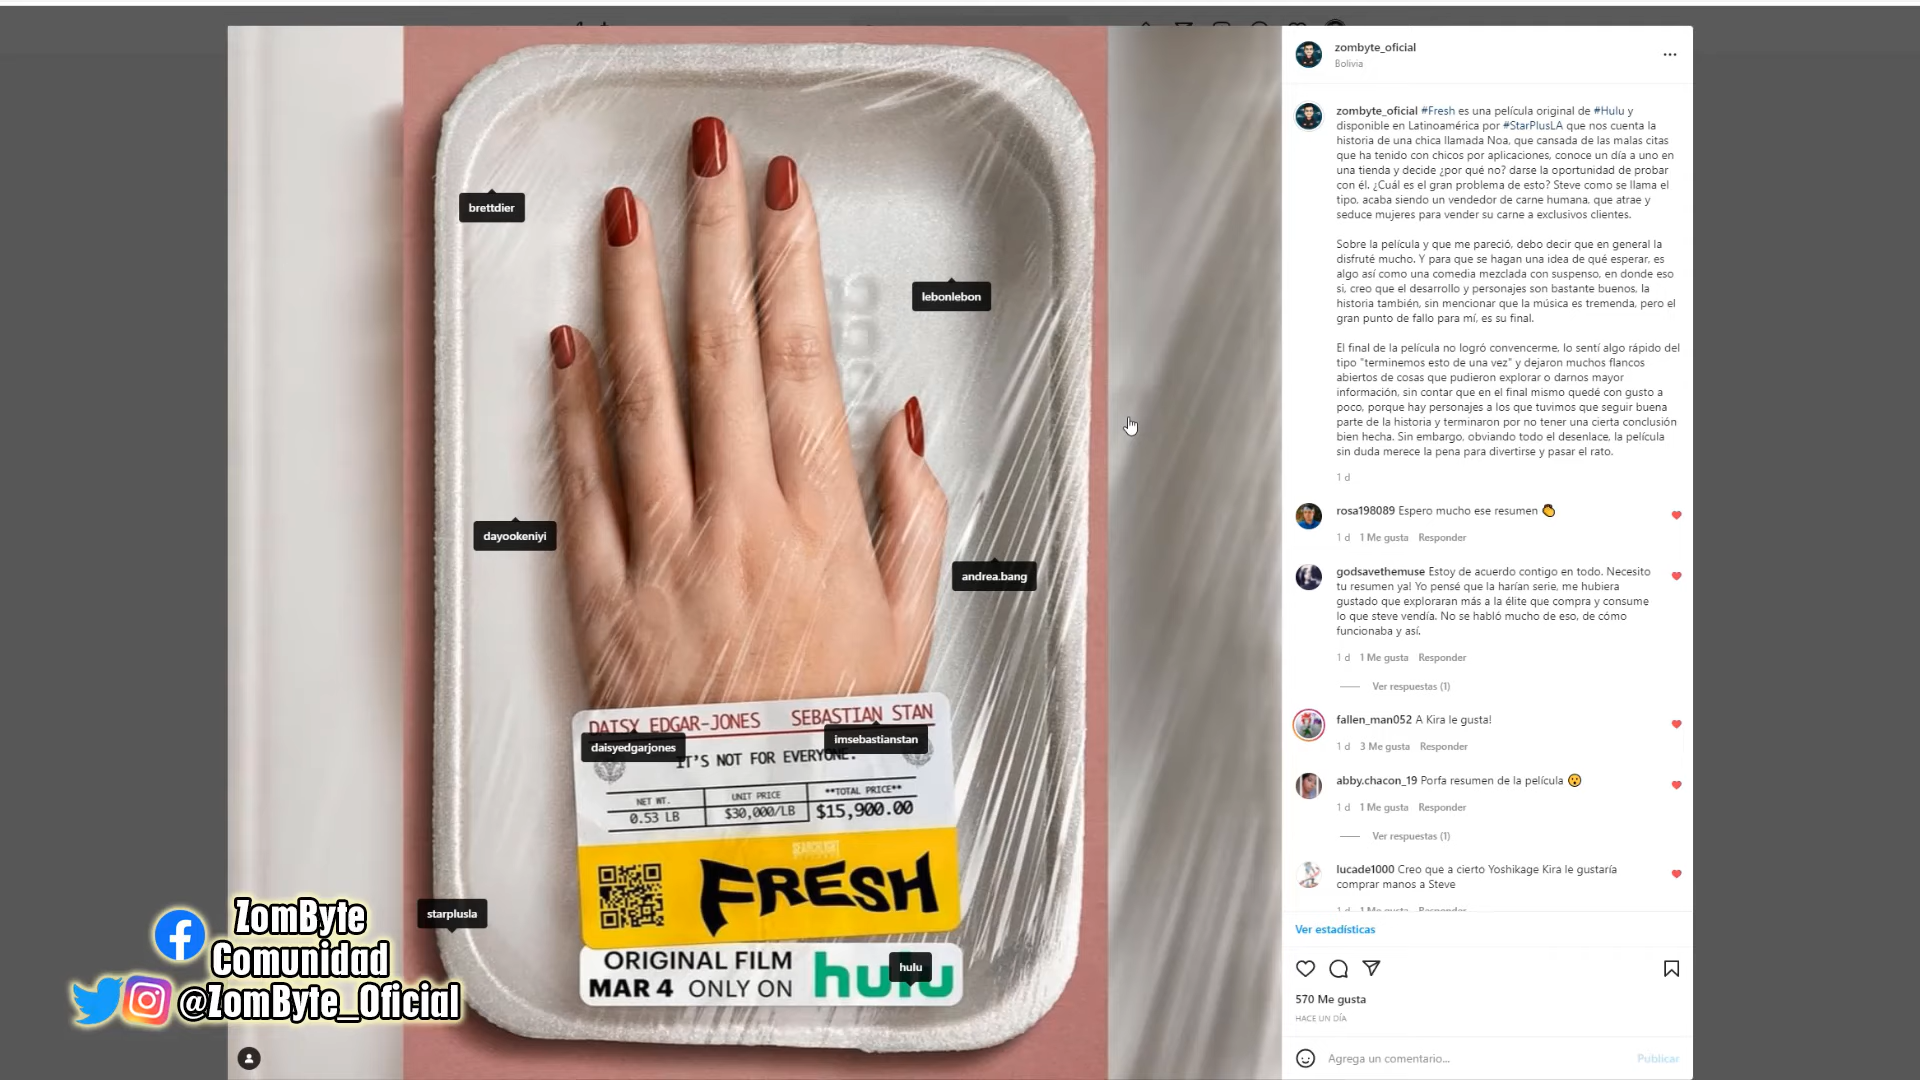 brettdier
lebonlebon
dayookeniyi
andrea.bang
DAISY EDGAR-JONES SEBASTIAN STAN
daisyedgarjones
imsebastianstan
IT'S NOT FOR EVERYONE.
NET WT. UNIT PRICE **TOTAL PRICE**
0.53 LB $30,000/LB $15,900.00
SEARCHLIGHT
FRESH
starplusla
ORIGINAL FILM
MAR 4 ONLY ON hulu
hulu
ZomByte
Comunidad
@ZomByte_Oficial
zombyte_oficial
Bolivia
zombyte_oficial #Fresh es una película original de #Hulu y
disponible en Latinoamérica por #StarPlusLA que nos cuenta la
historia de una chica llamada Noa, que cansada de las malas citas
que ha tenido con chicos por aplicaciones, conoce un día a uno en
una tienda y decide ¿por qué no? darse la oportunidad de probar
con él. ¿Cuál es el gran problema de esto? Steve como se llama el
tipo, acaba siendo un vendedor de carne humana, que atrae y
seduce mujeres para vender su carne a exclusivos clientes.
Sobre la película y que me pareció, debo decir que en general la
disfruté mucho. Y para que se hagan una idea de qué esperar, es
algo así como una comedia mezclada con suspenso, en donde eso
si, creo que el desarrollo y personajes son bastante buenos, la
historia también, sin mencionar que la música es tremenda, pero el
gran punto de fallo para mí, es su final.
El final de la película no logró convencerme, lo sentí algo rápido del
tipo "terminemos esto de una vez" y dejaron muchos flancos
abiertos de cosas que pudieron explorar o darnos mayor
información, sin contar que en el final mismo quedé con gusto a
poco, porque hay personajes a los que tuvimos que seguir buena
parte de la historia y terminaron por no tener una cierta conclusión
bien hecha. Sin embargo, obviando todo el desenlace, la película
sin duda merece la pena para divertirse y pasar el rato.
1 d
rosa198089 Espero mucho ese resumen
1 d 1 Me gusta Responder
godsavethemuse Estoy de acuerdo contigo en todo. Necesito
tu resumen ya! Yo pensé que la harían serie, me hubiera
gustado que exploraran más a la élite que compra y consume
lo que steve vendía. No se habló mucho de eso, de cómo
funcionaba y así.
1 d 1 Me gusta Responder
Ver respuestas (1)
fallen_man052 A Kira le gusta!
1 d 3 Me gusta Responder
abby.chacon_19 Porfa resumen de la película
1 d 1 Me gusta Responder
Ver respuestas (1)
lucade1000 Creo que a cierto Yoshikage Kira le gustaría
comprar manos a Steve
1 d 1 Me gusta Responder
Ver estadísticas
570 Me gusta
HACE UN DÍA
Agrega un comentario... Publicar